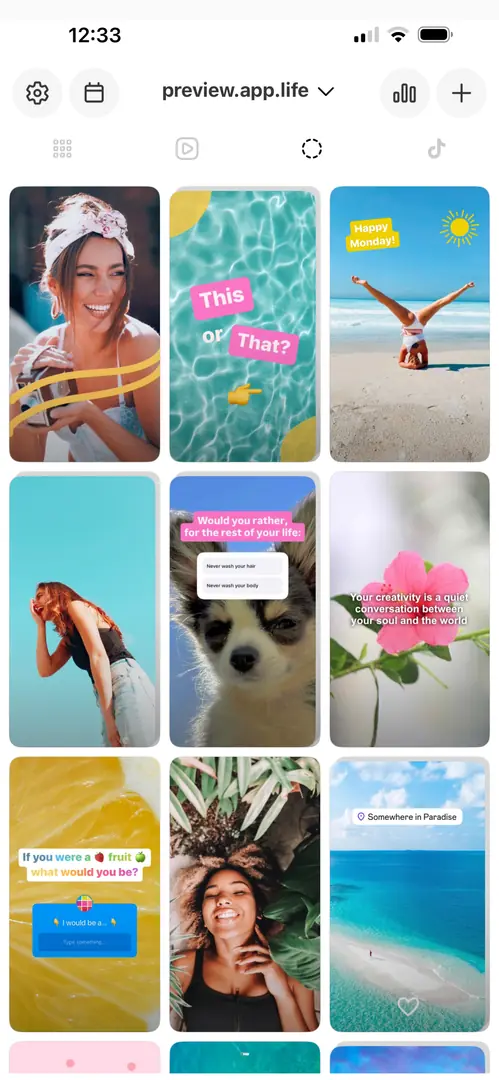 12:33
preview.app.life
This
or
That?
Happy
Monday!
Would you rather,
for the rest of your life:
Never wash your hair
Never wash your body
Your creativity is a quiet
conversation between
your soul and the world
If you were a 🍓 fruit 🍏
what would you be?
👇 I would be a... 👇
Type something...
Somewhere in Paradise